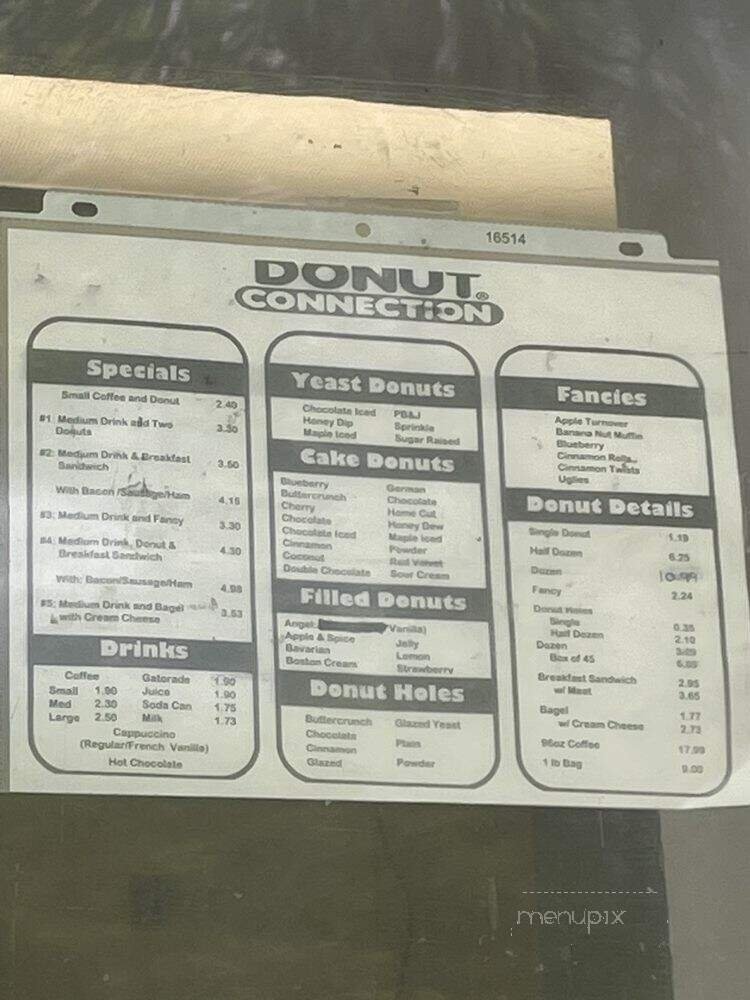 16514
DONUT®
CONNECTION
Specials
Small Coffee and Donut 2.40
#1: Medium Drink and Two Donuts 3.30
#2: Medium Drink & Breakfast Sandwich 3.50
With Bacon/Sausage/Ham 4.15
#3: Medium Drink and Fancy 3.30
#4: Medium Drink, Donut & Breakfast Sandwich 4.30
With: Bacon/Sausage/Ham 4.98
#5: Medium Drink and Bagel with Cream Cheese 3.53
Drinks
Coffee Gatorade 1.90
Small 1.90 Juice 1.90
Med 2.30 Soda Can 1.75
Large 2.50 Milk 1.73
Cappuccino
(Regular/French Vanilla)
Hot Chocolate
Yeast Donuts
Chocolate Iced PB&J
Honey Dip Sprinkle
Maple Iced Sugar Raised
Cake Donuts
Blueberry German
Buttercrunch Chocolate
Cherry Home Cut
Chocolate Honey Dew
Chocolate Iced Maple Iced
Cinnamon Powder
Coconut Red Velvet
Double Chocolate Sour Cream
Filled Donuts
Angel Vanilla)
Apple & Spice Jelly
Bavarian Lemon
Boston Cream Strawberry
Donut Holes
Buttercrunch Glazed Yeast
Chocolate
Cinnamon Plain
Glazed Powder
Fancies
Apple Turnover
Banana Nut Muffin
Blueberry
Cinnamon Rolls
Cinnamon Twists
Uglies
Donut Details
Single Donut 1.19
Half Dozen 6.25
Dozen 10.99
Fancy 2.24
Donut Holes
Single 0.35
Half Dozen 2.10
Dozen
Box of 45
Breakfast Sandwich 2.95
w/ Meat 3.65
Bagel 1.77
w/ Cream Cheese 2.73
96oz Coffee 17.99
1 lb Bag 9.00
menupix